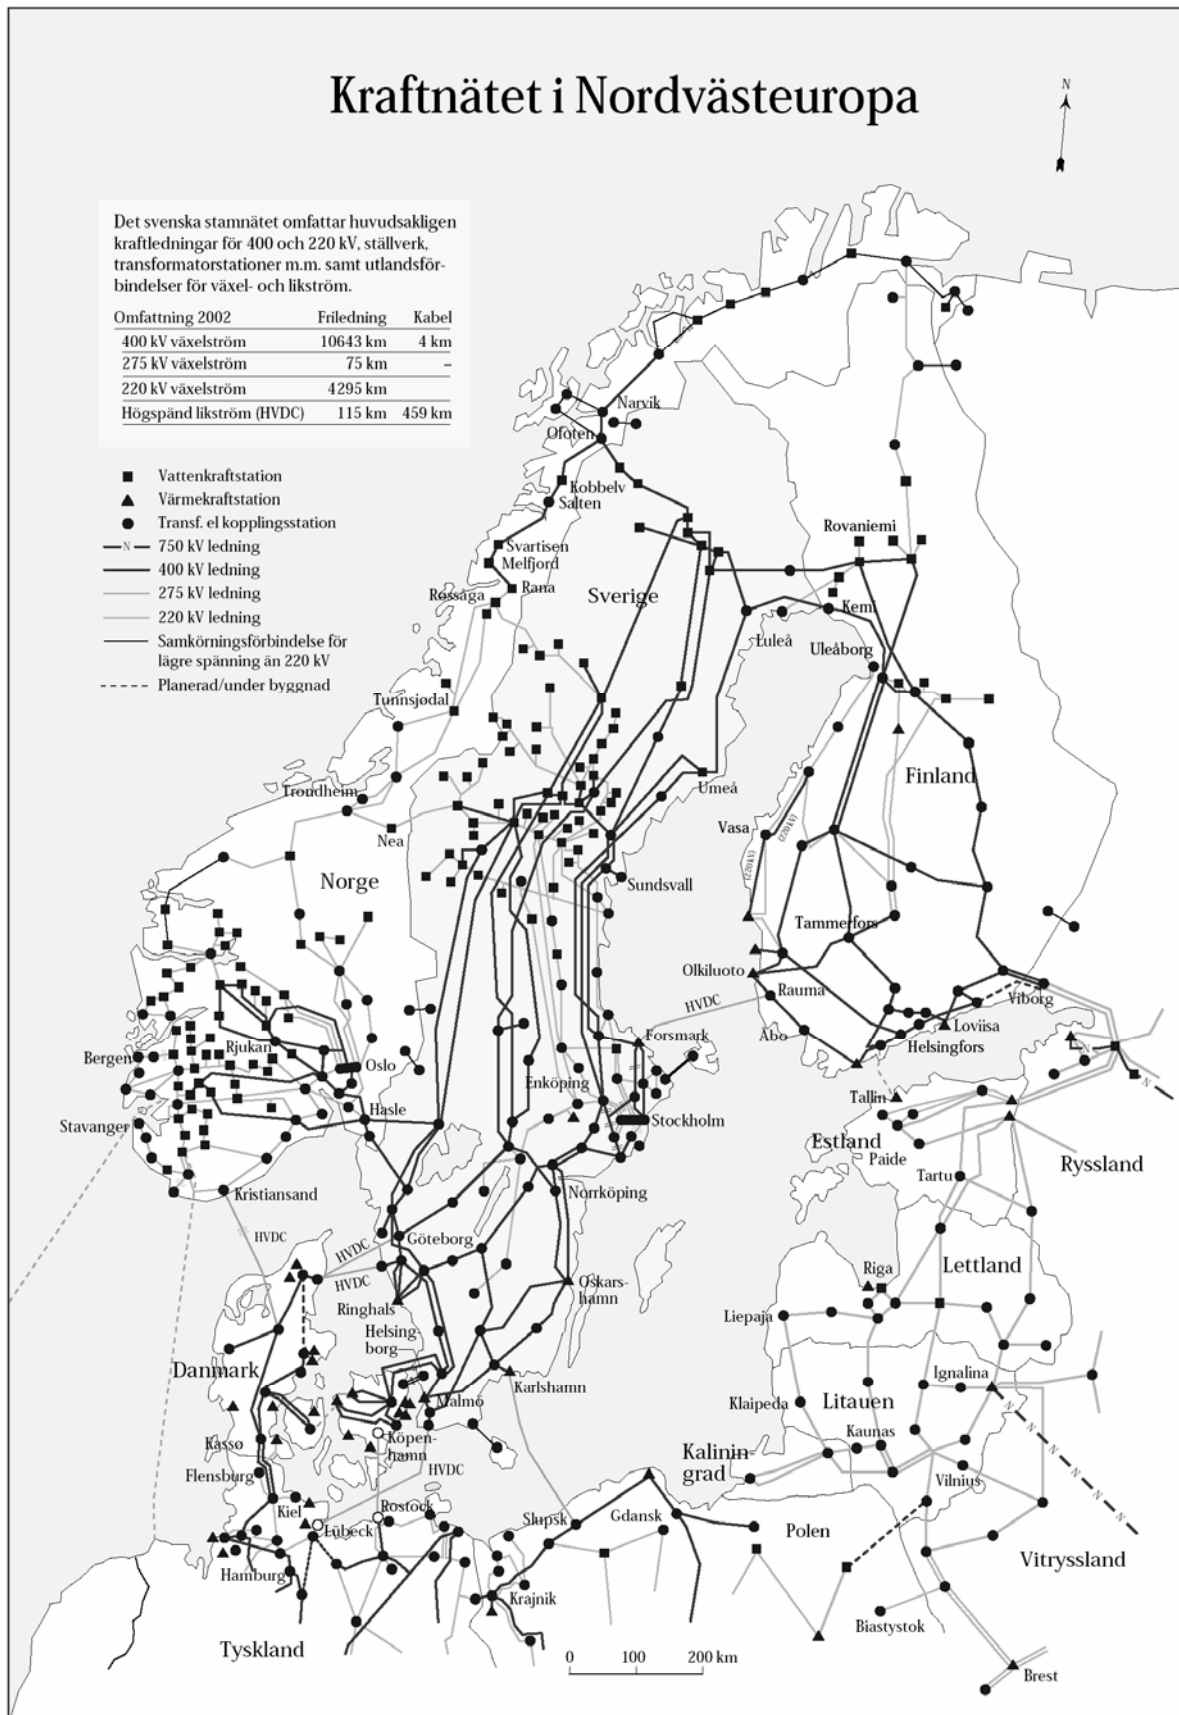 Kraftnätet i Nordvästeuropa
N
Det svenska stamnätet omfattar huvudsakligen
kraftledningar för 400 och 220 kV, ställverk,
transformatorstationer m.m. samt utlandsför-
bindelser för växel- och likström.
Omfattning 2002 Friledning Kabel
400 kV växelström 10643 km 4 km
275 kV växelström 75 km –
220 kV växelström 4295 km
Högspänd likström (HVDC) 115 km 459 km
Vattenkraftstation
Värmekraftstation
Transf. el kopplingsstation
N 750 kV ledning
400 kV ledning
275 kV ledning
220 kV ledning
Samkörningsförbindelse för
lägre spänning än 220 kV
Planerad/under byggnad
Narvik
Ofoten
Kobbelv
Salten
Svartisen
Melfjord
Rana
Røssåga
Sverige
Rovaniemi
Kemi
Luleå
Uleåborg
Tunnsjødal
Trondheim
Nea
Norge
Umeå
Finland
Vasa
(220kV)
(220kV)
Sundsvall
Tammerfors
Olkiluoto
Rauma
HVDC
Viborg
Åbo
Loviisa
Helsingfors
Forsmark
Bergen
Rjukan
Oslo
Enköping
N
N
Stavanger
Hasle
Stockholm
Tallin
Estland
Paide
Ryssland
Tartu
Kristiansand
Norrköping
HVDC
HVDC
Göteborg
HVDC
Ringhals
Oskars-
hamn
Riga
Lettland
Liepaja
Helsing-
borg
Danmark
Karlshamn
Malmö
Ignalina
Klaipeda
Litauen
Kaunas
Kassø
Köpen-
hamn
Kalinin-
grad
Flensburg
HVDC
Vilnius
N
N
N
N
N
Kiel
Rostock
Lübeck
Slupsk
Gdansk
Polen
Vitryssland
Hamburg
Krajnik
Biastystok
Tyskland
0 100 200 km
Brest